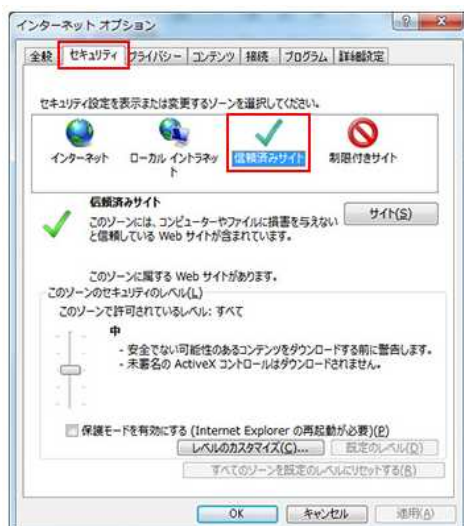 インターネット オプション
全般 セキュリティ プライバシー コンテンツ 接続 プログラム 詳細設定
セキュリティ設定を表示または変更するゾーンを選択してください。
インターネット ローカル イントラネッ
ト 信頼済みサイト 制限付きサイト
信頼済みサイト
サイト(S)
このゾーンには、コンピューターやファイルに損害を与えない
と信頼している Web サイトが含まれています。
このゾーンに属する Web サイトがあります。
このゾーンのセキュリティのレベル(L)
このゾーンで許可されているレベル: すべて
中
- 安全でない可能性のあるコンテンツをダウンロードする前に警告します。
- 未署名の ActiveX コントロールはダウンロードされません。
保護モードを有効にする (Internet Explorer の再起動が必要)(P)
レベルのカスタマイズ(C)... 既定のレベル(D)
すべてのゾーンを既定のレベルにリセットする(R)
OK キャンセル 適用(A)